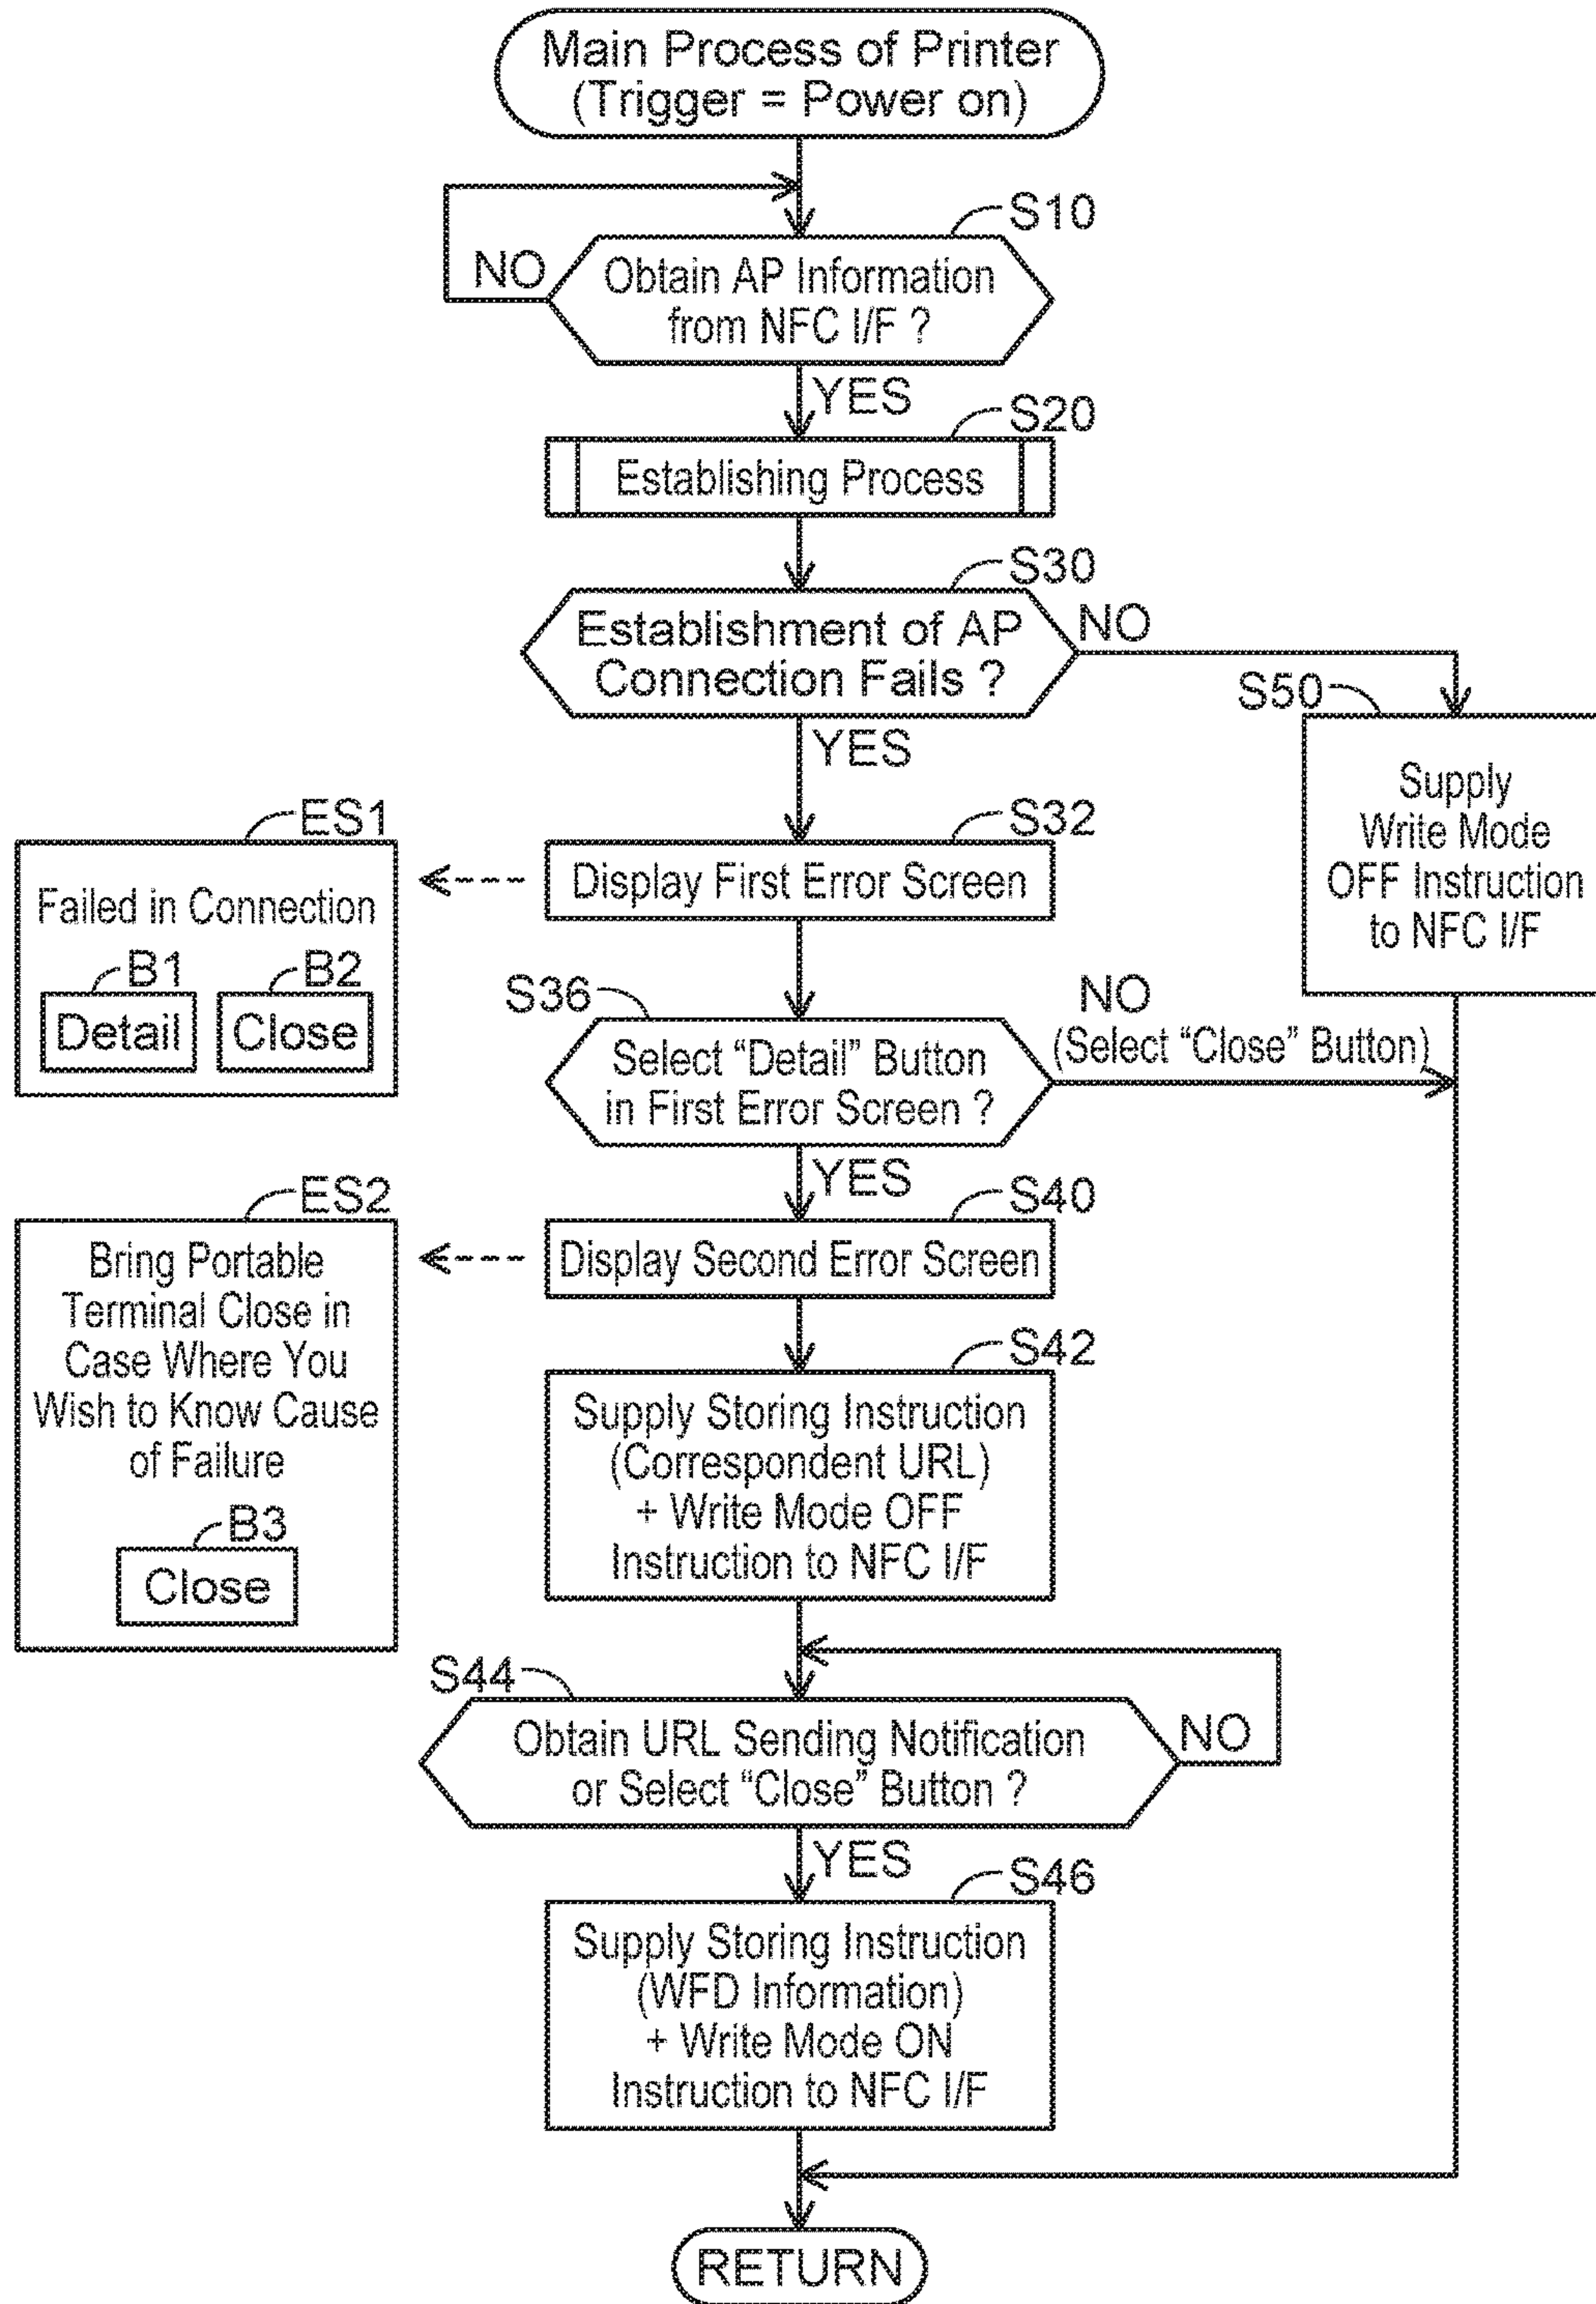 Main Process of Printer
(Trigger = Power on)
S10
NO
Obtain AP Information
from NFC I/F ?
YES
S20
Establishing Process
S30
Establishment of AP
Connection Fails ?
NO
YES
S50
Supply
Write Mode
OFF Instruction
to NFC I/F
ES1
Failed in Connection
B1
B2
Detail
Close
S32
Display First Error Screen
S36
Select “Detail” Button
in First Error Screen ?
NO
(Select “Close” Button)
YES
ES2
Bring Portable
Terminal Close in
Case Where You
Wish to Know Cause
of Failure
B3
Close
S40
Display Second Error Screen
S42
Supply Storing Instruction
(Correspondent URL)
+ Write Mode OFF
Instruction to NFC I/F
S44
Obtain URL Sending Notification
or Select “Close” Button ?
NO
YES
S46
Supply Storing Instruction
(WFD Information)
+ Write Mode ON
Instruction to NFC I/F
RETURN